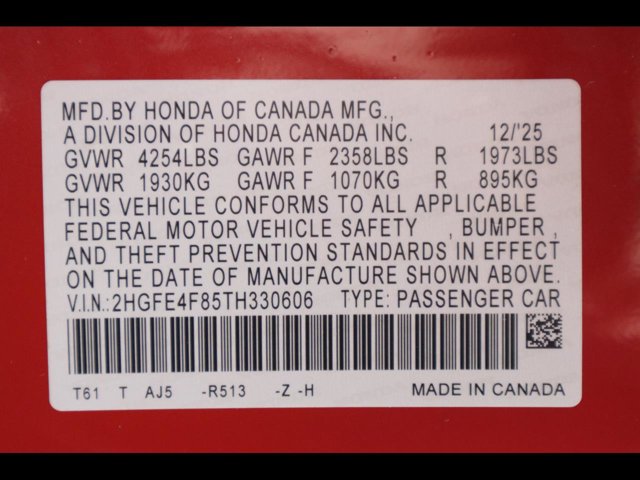 MFD.BY HONDA OF CANADA MFG.,
A DIVISION OF HONDA CANADA INC. 12/'25
GVWR 4254LBS GAWR F 2358LBS R 1973LBS
GVWR 1930KG GAWR F 1070KG R 895KG
THIS VEHICLE CONFORMS TO ALL APPLICABLE
FEDERAL MOTOR VEHICLE SAFETY , BUMPER,
AND THEFT PREVENTION STANDARDS IN EFFECT
ON THE DATE OF MANUFACTURE SHOWN ABOVE.
V.I.N.:2HGFE4F85TH330606 TYPE: PASSENGER CAR
T61 T AJ5 -R513 -Z -H MADE IN CANADA